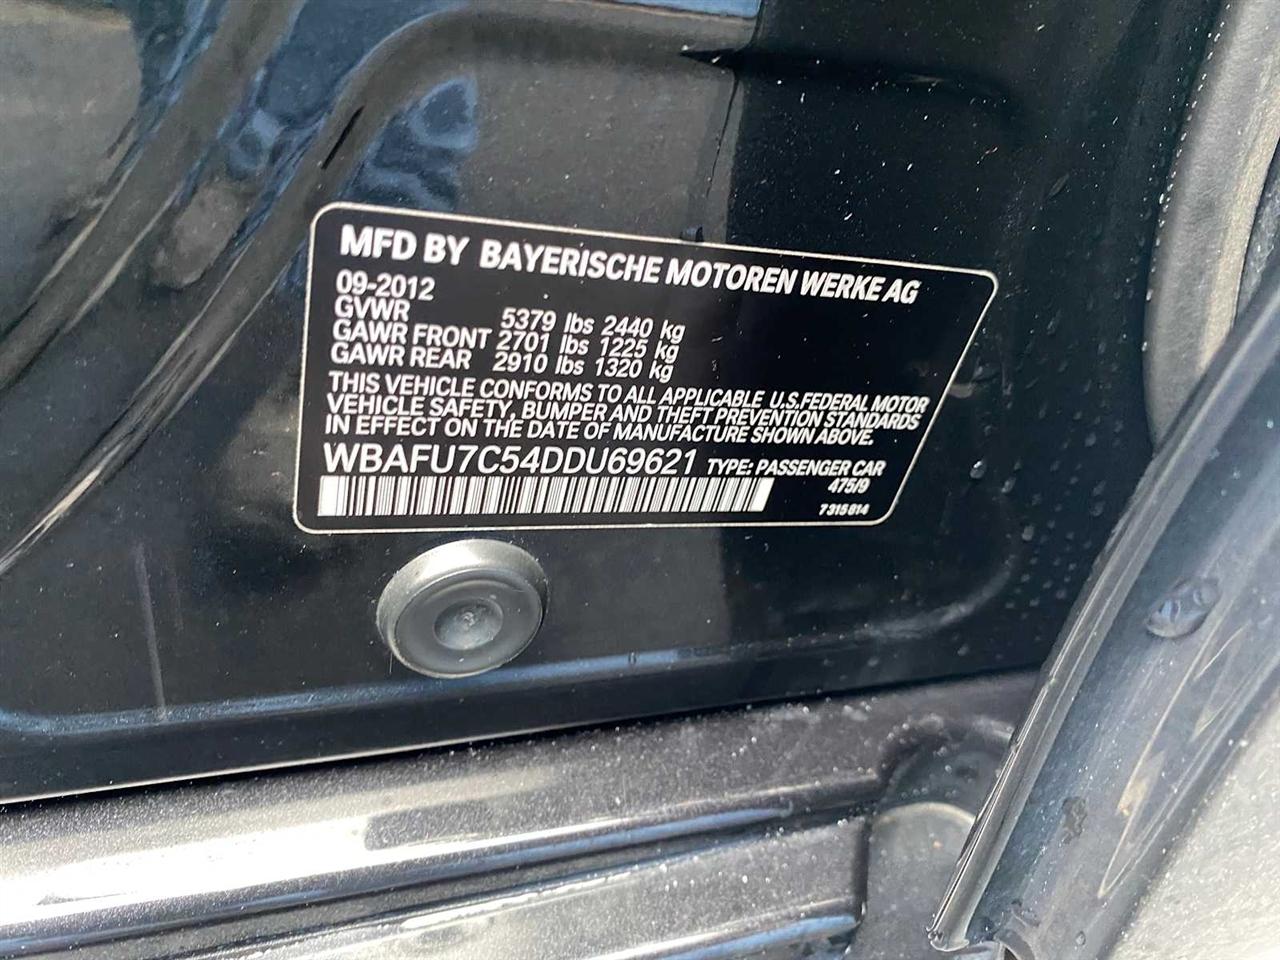 MFD BY BAYERISCHE MOTOREN WERKE AG
09-2012
GVWR 5379 lbs 2440 kg
GAWR FRONT 2701 lbs 1225 kg
GAWR REAR 2910 lbs 1320 kg
THIS VEHICLE CONFORMS TO ALL APPLICABLE U.S.FEDERAL MOTOR
VEHICLE SAFETY, BUMPER AND THEFT PREVENTION STANDARDS
IN EFFECT ON THE DATE OF MANUFACTURE SHOWN ABOVE.
WBAFU7C54DDU69621 TYPE: PASSENGER CAR
475/9
7315814